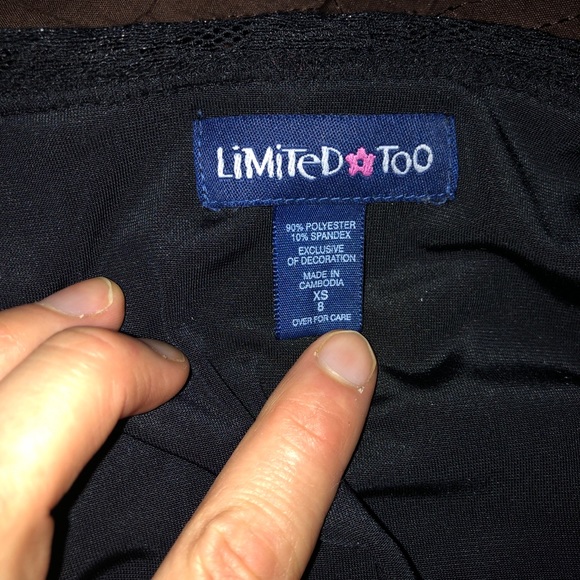 LiMiTeD TOO
90% POLYESTER
10% SPANDEX
EXCLUSIVE
OF DECORATION
MADE IN
CAMBODIA
XS
8
OVER FOR CARE